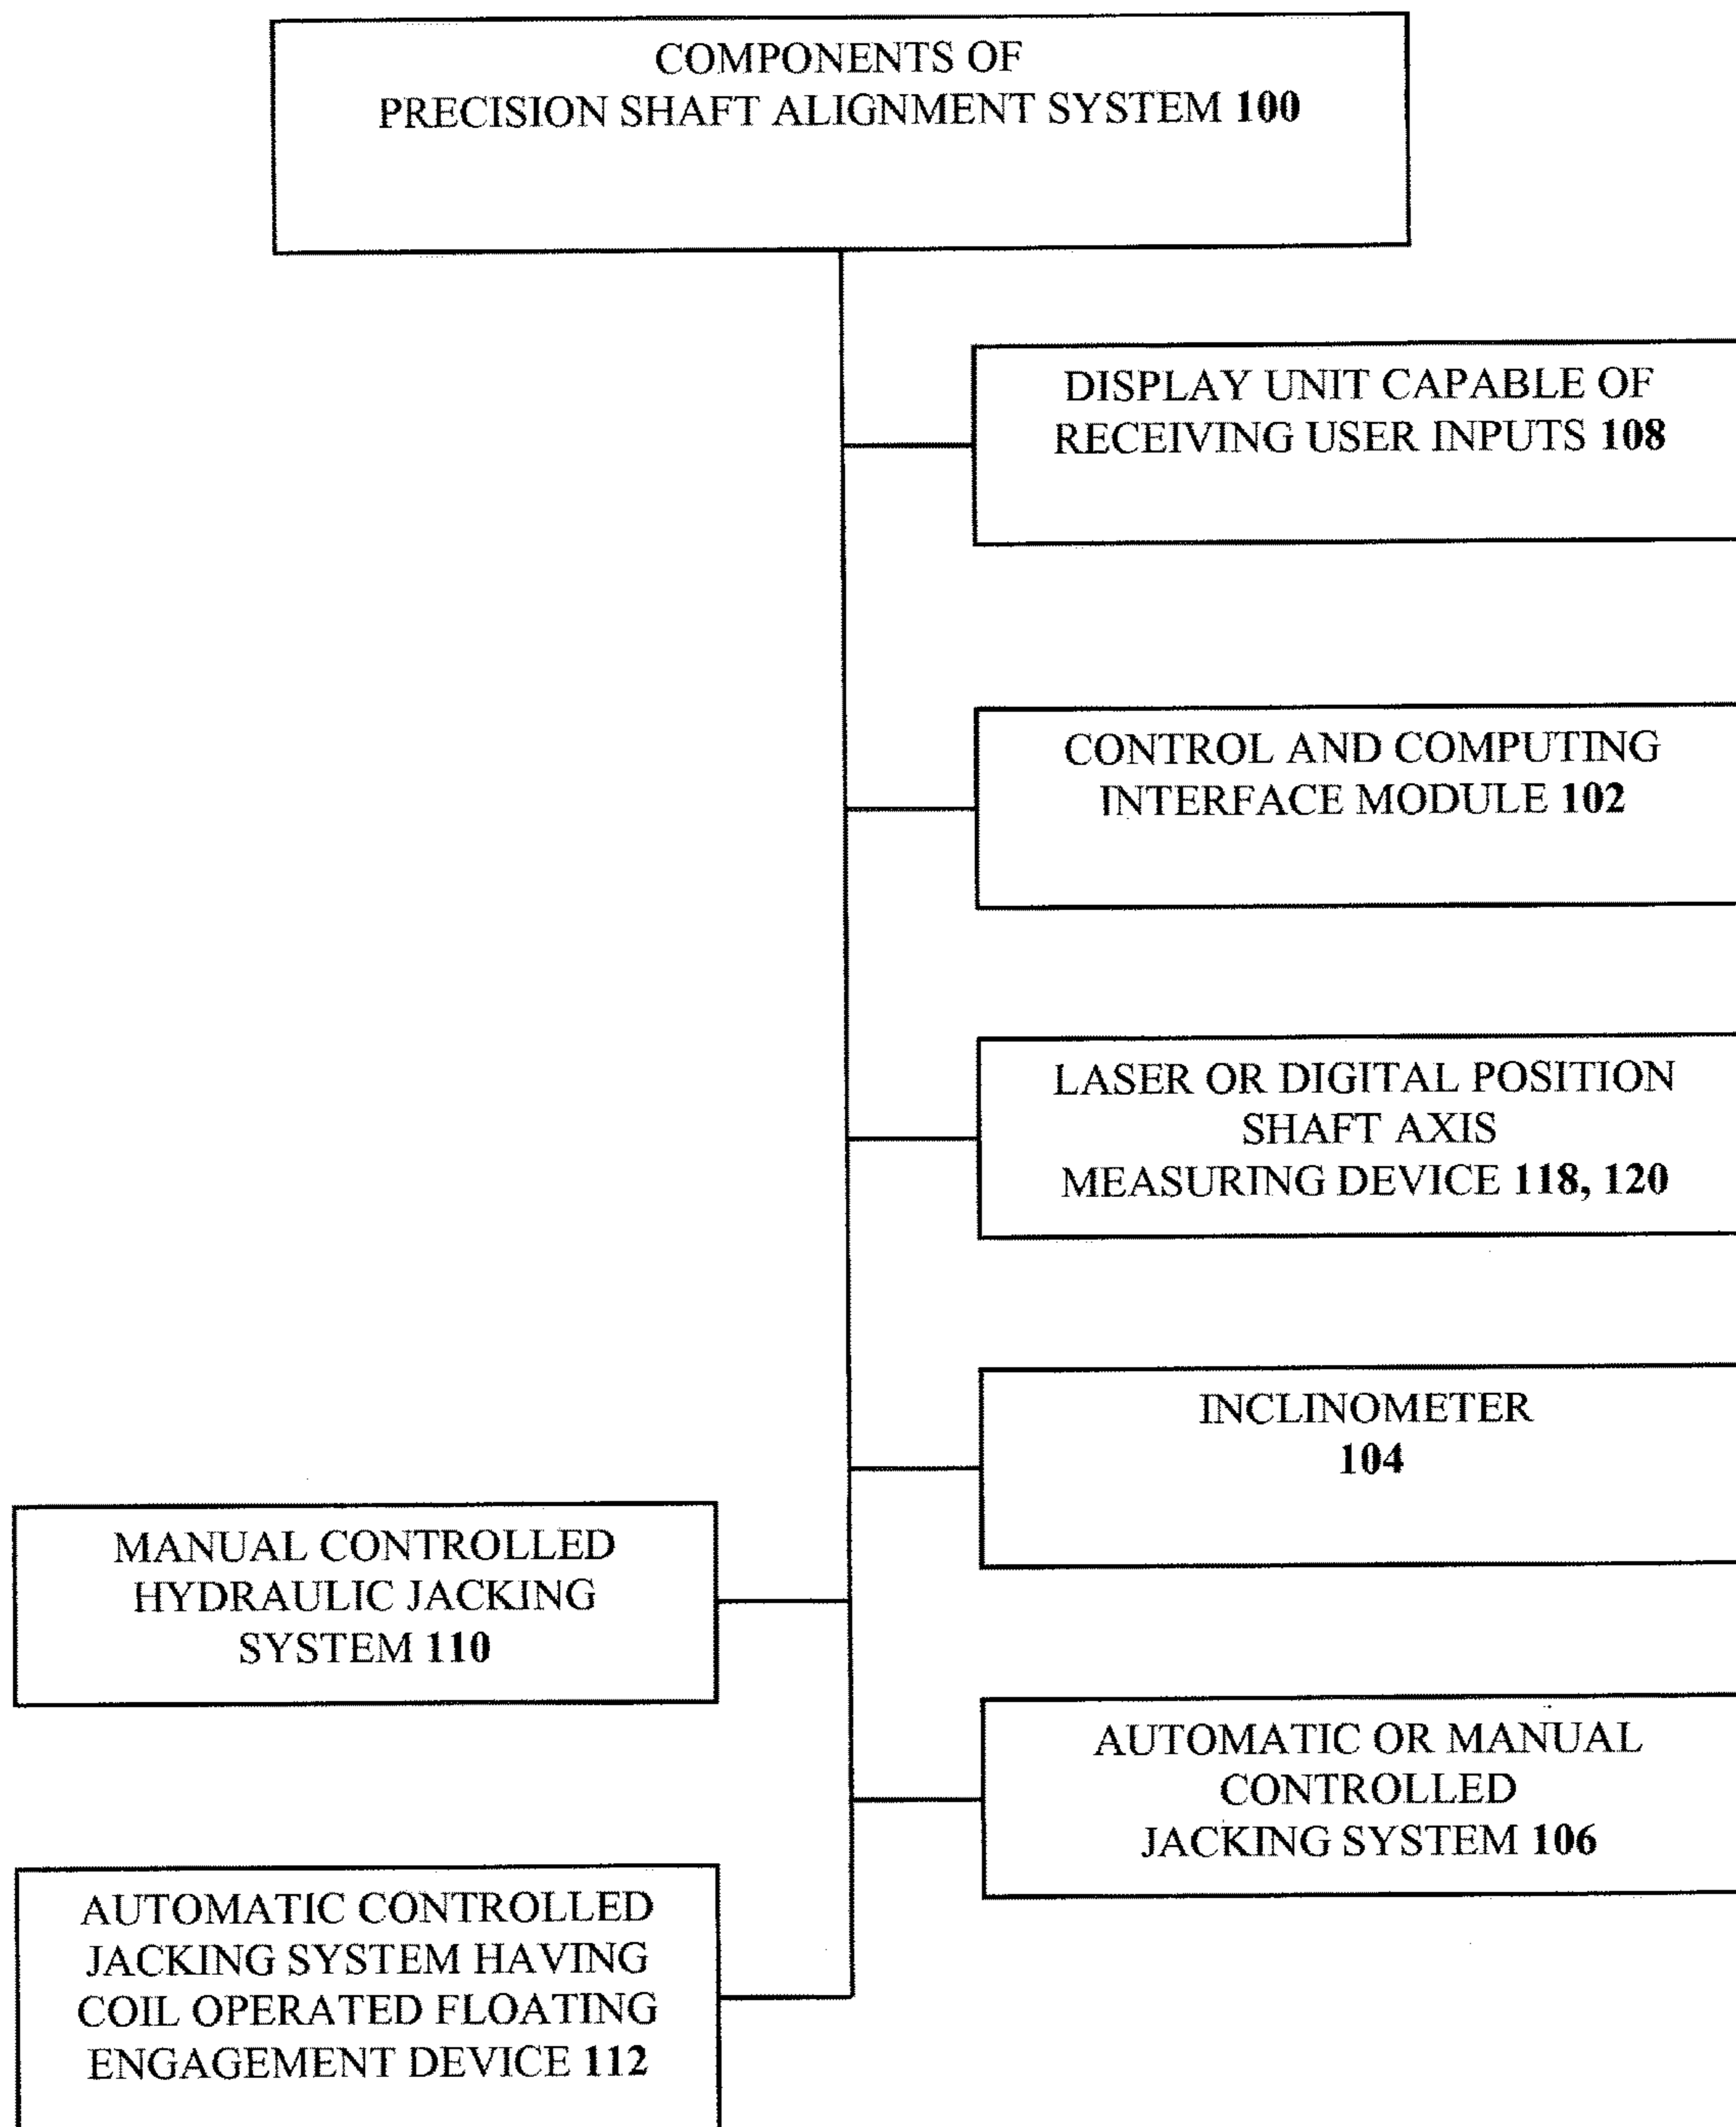 COMPONENTS OF
PRECISION SHAFT ALIGNMENT SYSTEM 100
DISPLAY UNIT CAPABLE OF
RECEIVING USER INPUTS 108
CONTROL AND COMPUTING
INTERFACE MODULE 102
LASER OR DIGITAL POSITION
SHAFT AXIS
MEASURING DEVICE 118, 120
INCLINOMETER
104
MANUAL CONTROLLED
HYDRAULIC JACKING
SYSTEM 110
AUTOMATIC OR MANUAL
CONTROLLED
JACKING SYSTEM 106
AUTOMATIC CONTROLLED
JACKING SYSTEM HAVING
COIL OPERATED FLOATING
ENGAGEMENT DEVICE 112